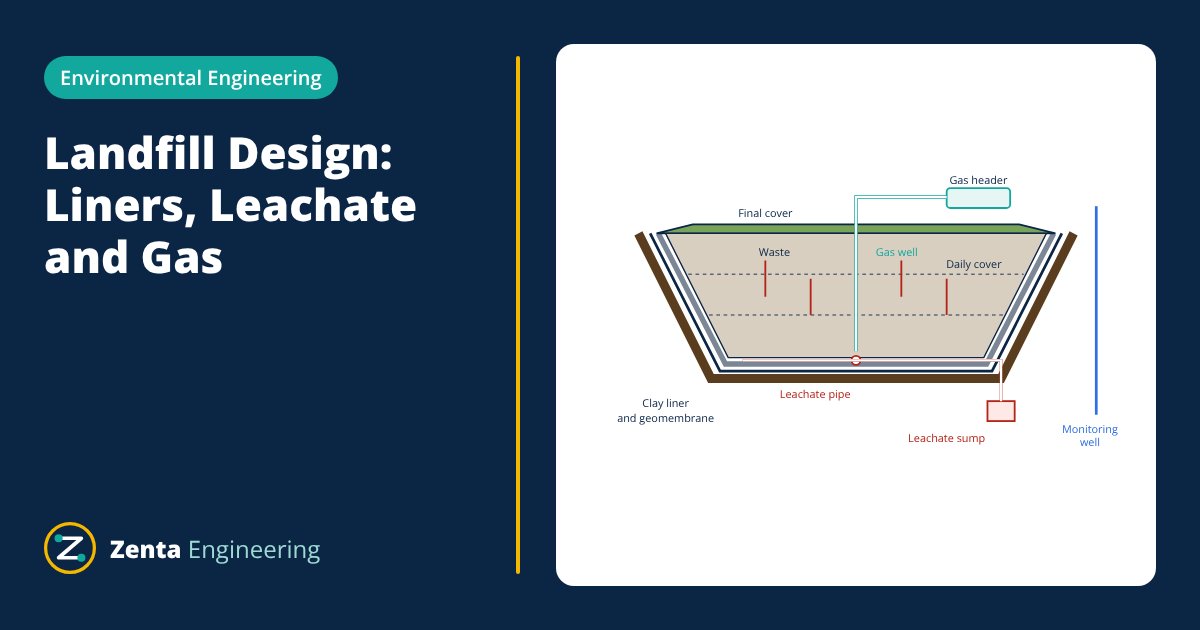 Environmental Engineering
Landfill Design:
Liners, Leachate
and Gas
Zenta Engineering
Gas header
Final cover
Waste
Gas well
Daily cover
Leachate pipe
Clay liner
and geomembrane
Leachate sump
Monitoring
well